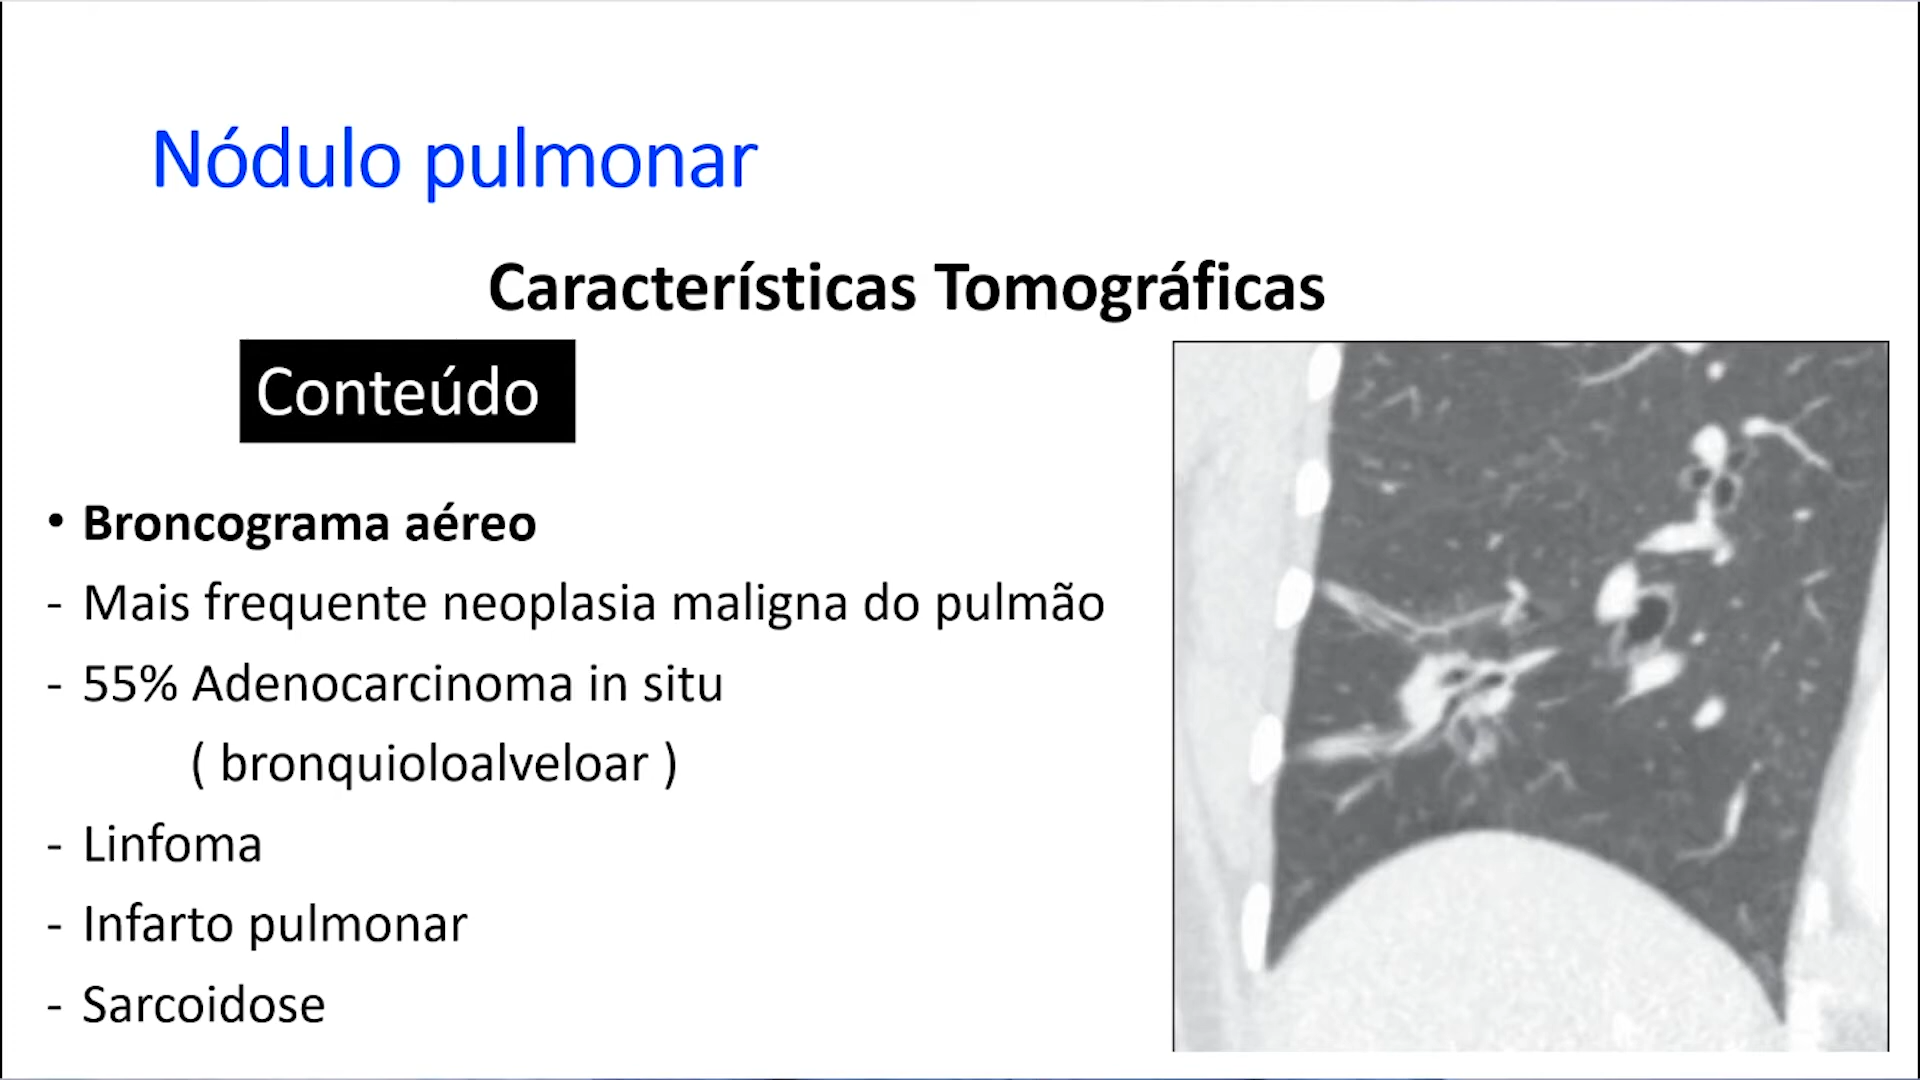 Nódulo pulmonar
Características Tomográficas
Conteúdo
• Broncograma aéreo
- Mais frequente neoplasia maligna do pulmão
- 55% Adenocarcinoma in situ
( bronquioloalveloar )
- Linfoma
- Infarto pulmonar
- Sarcoidose